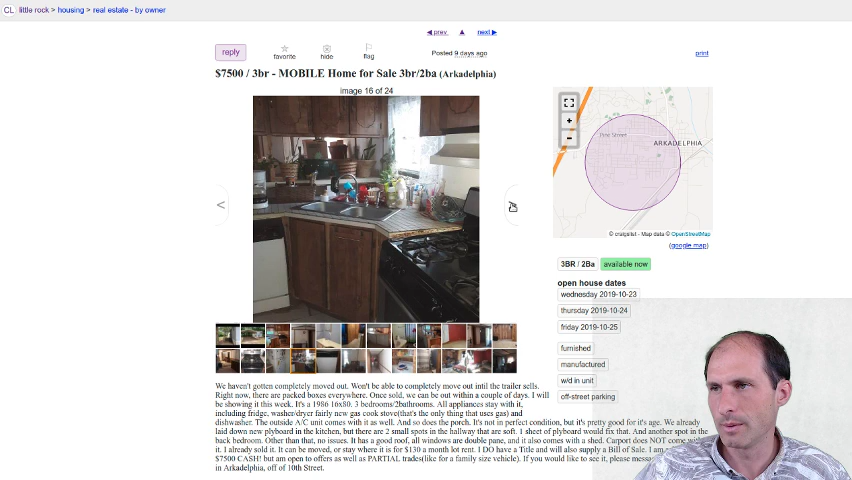 CL little rock > housing > real estate - by owner
◀ prev ▲ next ▶
reply
favorite
hide
flag
Posted 9 days ago
print
$7500 / 3br - MOBILE Home for Sale 3br/2ba (Arkadelphia)
image 16 of 24
<
>
+
−
Pine Street
ARKADELPHIA
© craigslist - Map data © OpenStreetMap
(google map)
3BR / 2Ba
available now
open house dates
wednesday 2019-10-23
thursday 2019-10-24
friday 2019-10-25
furnished
manufactured
w/d in unit
off-street parking
We haven't gotten completely moved out. Won't be able to completely move out intil the trailer sells.
Right now, there are packed boxes everywhere. Once sold, we can be out within a couple of days. I will
be showing it this week. It's a 1986 16x80. 3 bedrooms/2bathrooms. All appliances stay with it,
including fridge, washer/dryer fairly new gas cook stove(that's the only thing that uses gas) and
dishwasher. The outside A/C unit comes with it as well. And so does the porch. It's not in perfect condition, but it's pretty good for it's age. We already
laid down new plyboard in the kitchen, but there are 2 small spots in the hallway that are soft. 1 sheet of plyboard would fix that. And another spot in the
back bedroom. Other than that, no issues. It has a good roof, all windows are double pane, and it also comes with a shed. Carport does NOT come
it. I already sold it. It can be moved, or stay where it is for $130 a month lot rent. I DO have a Title and will also supply a Bill of Sale. I am
$7500 CASH! but am open to offers as well as PARTIAL trades(like for a family size vehicle). If you would like to see it, please
in Arkadelphia, off of 10th Street.